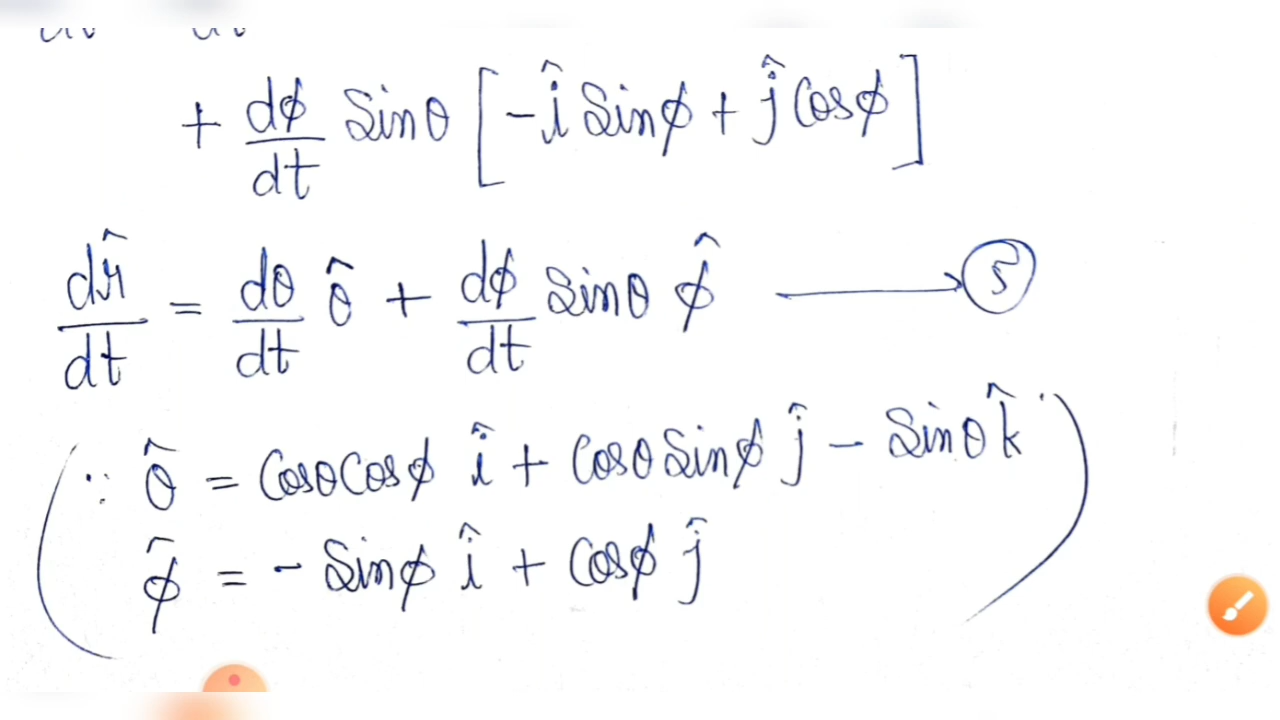 + dϕ/dt Sinθ [-î Sinϕ + ĵ Cosϕ]
dr̂/dt = dθ/dt θ̂ + dϕ/dt Sinθ ϕ̂ ⟶ ⑤
(∵ θ̂ = Cosθ Cosϕ î + Cosθ Sinϕ ĵ - Sinθ k̂
ϕ̂ = - Sinϕ î + Cosϕ ĵ)